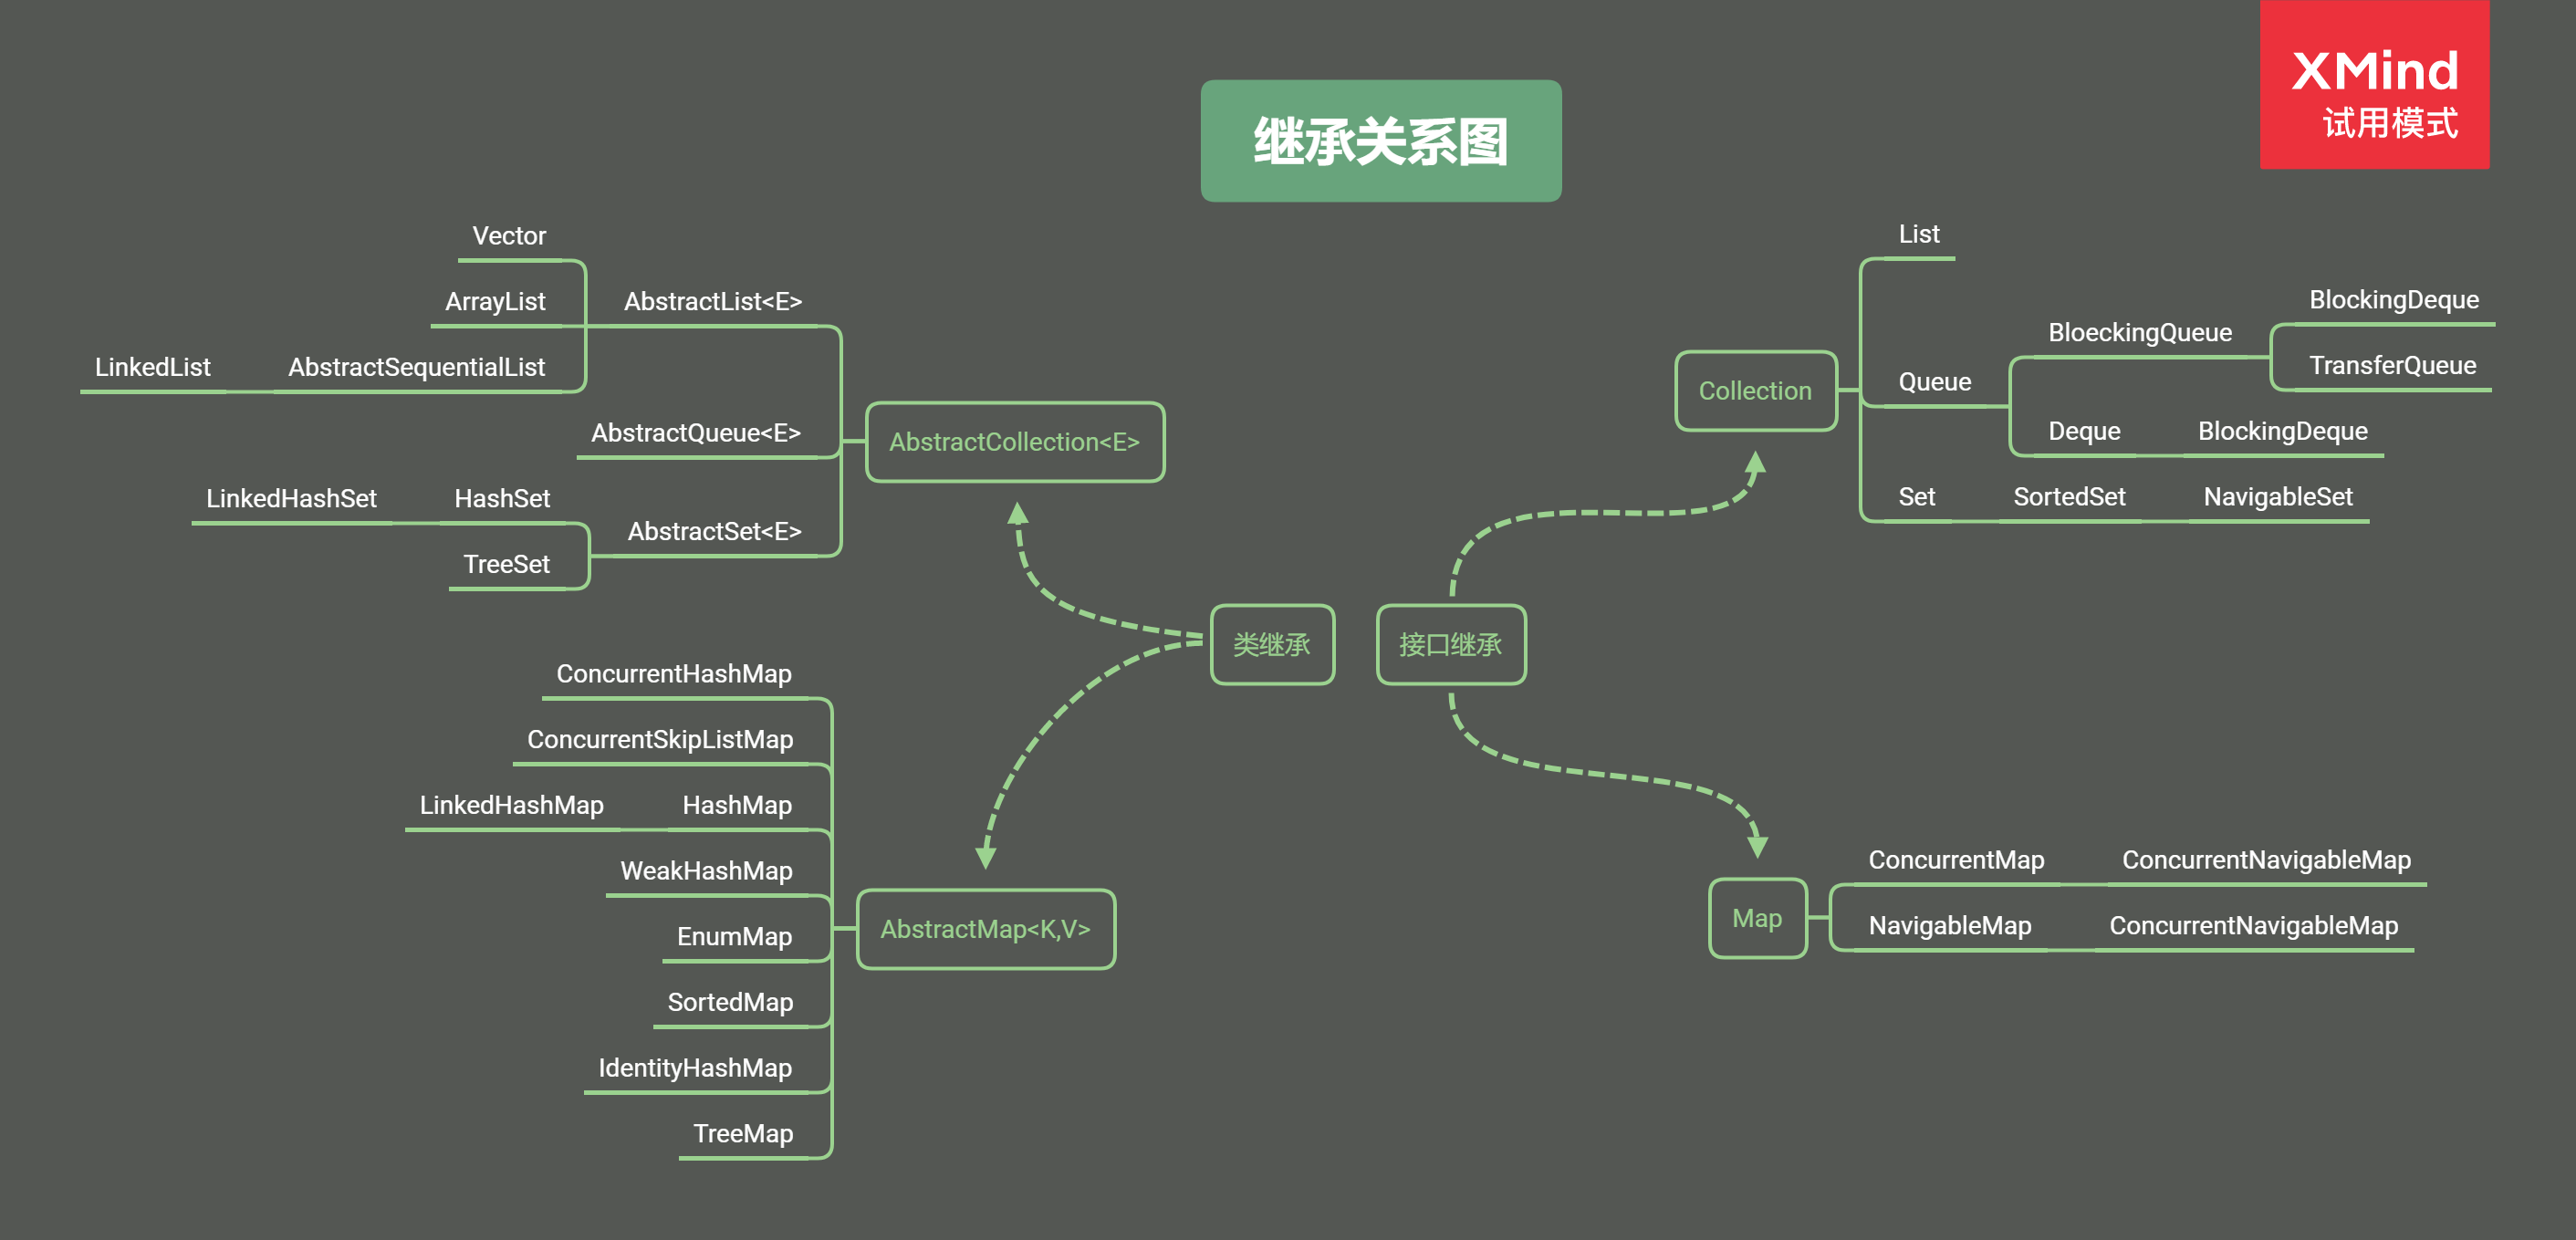 继承关系图
XMind
试用模式
Vector
ArrayList
AbstractList<E>
LinkedList
AbstractSequentialList
AbstractQueue<E>
AbstractCollection<E>
LinkedHashSet
HashSet
AbstractSet<E>
TreeSet
类继承
ConcurrentHashMap
ConcurrentSkipListMap
LinkedHashMap
HashMap
WeakHashMap
EnumMap
AbstractMap<K,V>
SortedMap
IdentityHashMap
TreeMap
接口继承
Collection
List
Queue
BloeckingQueue
BlockingDeque
TransferQueue
Deque
BlockingDeque
Set
SortedSet
NavigableSet
Map
ConcurrentMap
ConcurrentNavigableMap
NavigableMap
ConcurrentNavigableMap